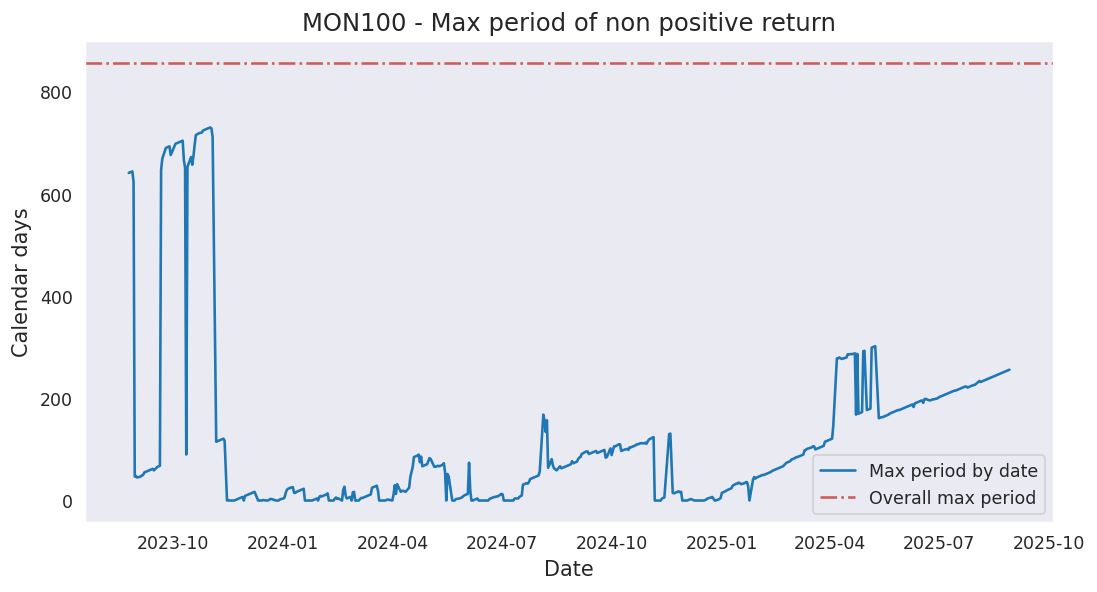 MON100 - Max period of non positive return
Calendar days
800
600
400
200
0
Max period by date
Overall max period
2023-10 2024-01 2024-04 2024-07 2024-10 2025-01 2025-04 2025-07 2025-10
Date